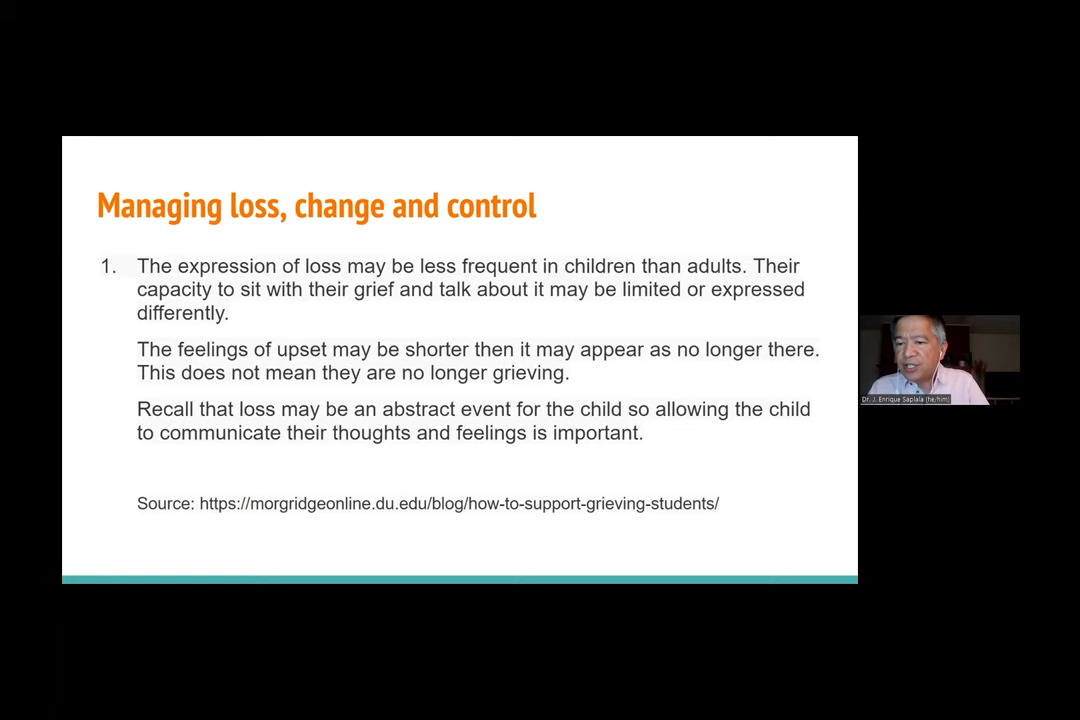 Managing loss, change and control
1. The expression of loss may be less frequent in children than adults. Their
capacity to sit with their grief and talk about it may be limited or expressed
differently.
The feelings of upset may be shorter then it may appear as no longer there.
This does not mean they are no longer grieving.
Recall that loss may be an abstract event for the child so allowing the child
to communicate their thoughts and feelings is important.
Source: https://morgridgeonline.du.edu/blog/how-to-support-grieving-students/
Dr. J. Enrique Saplala (he/him)